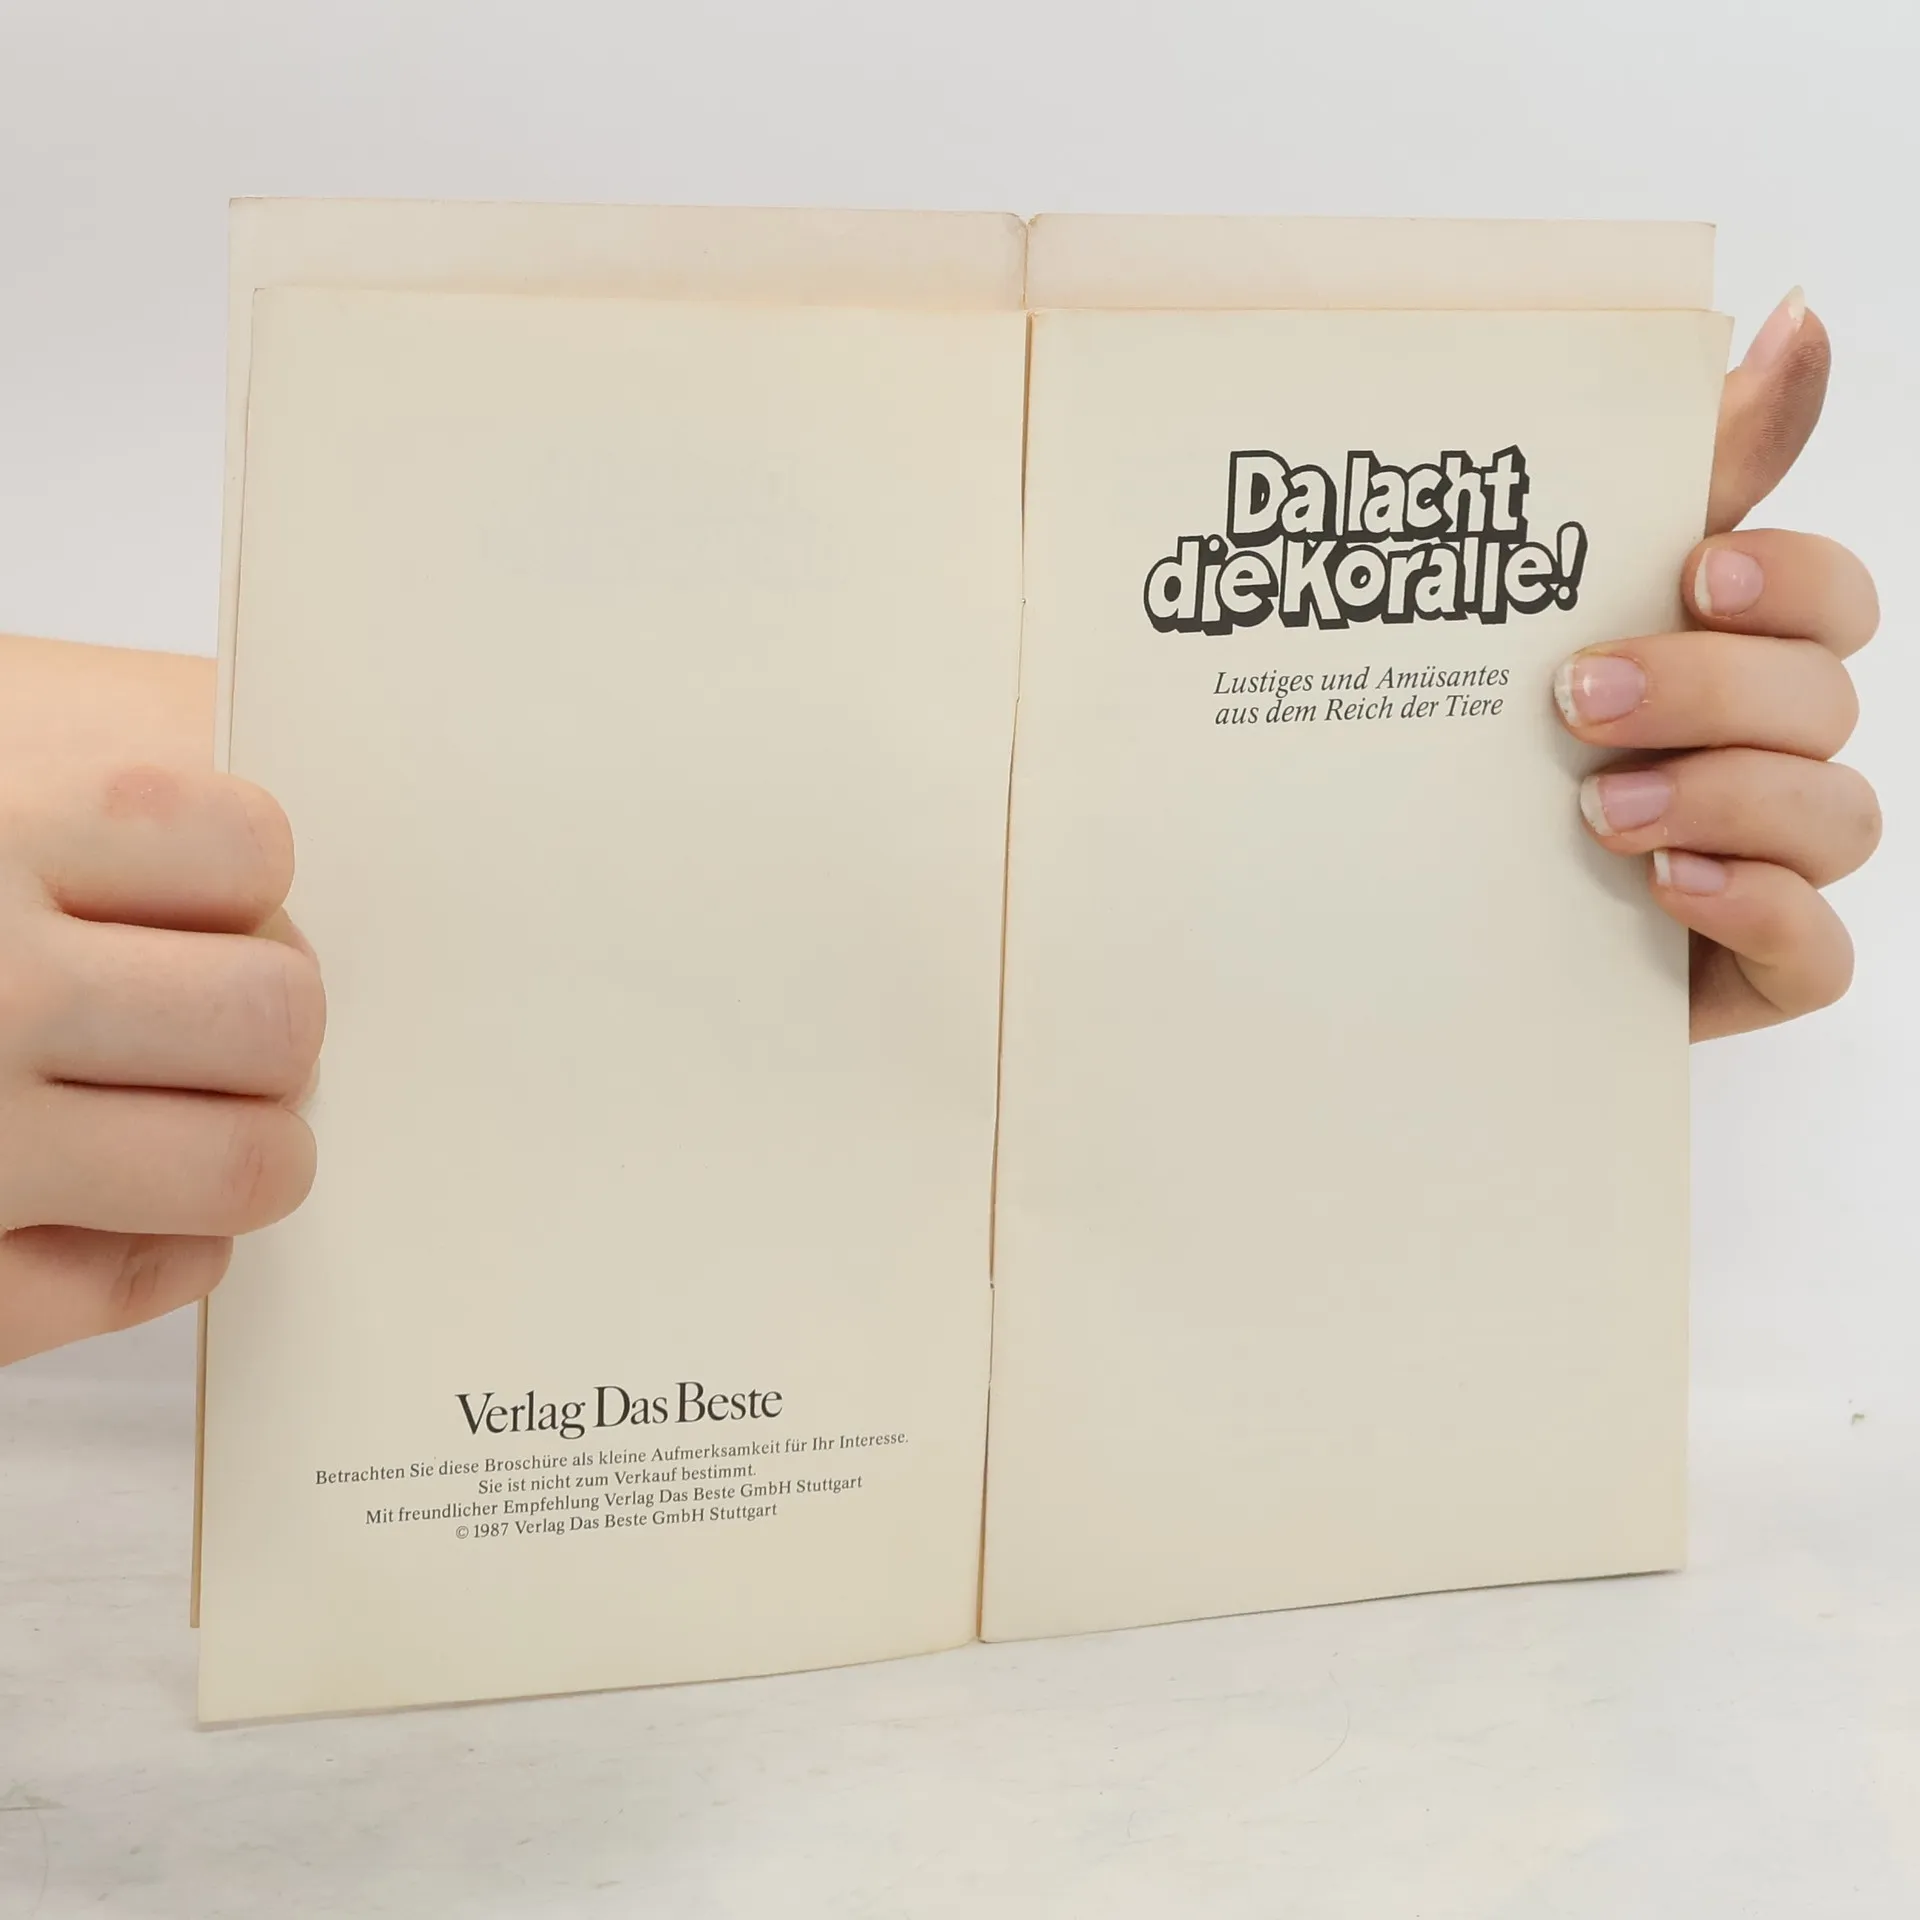 Verlag Das Beste
Betrachten Sie diese Broschüre als kleine Aufmerksamkeit für Ihr Interesse.
Sie ist nicht zum Verkauf bestimmt.
Mit freundlicher Empfehlung Verlag Das Beste GmbH Stuttgart
© 1987 Verlag Das Beste GmbH Stuttgart
Da lacht
die Koralle!
Lustiges und Amüsantes
aus dem Reich der Tiere